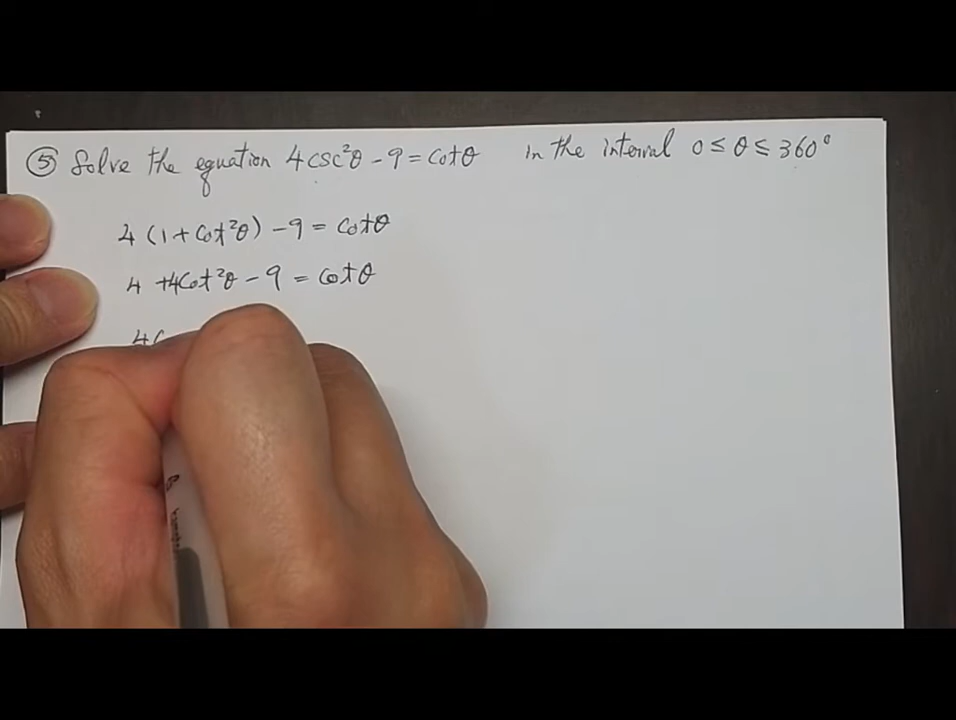 ⑤ Solve the equation 4csc²θ - 9 = cotθ in the interval 0 ≤ θ ≤ 360°
4 (1 + cot²θ) - 9 = cotθ
4 + 4cot²θ - 9 = cotθ
4c